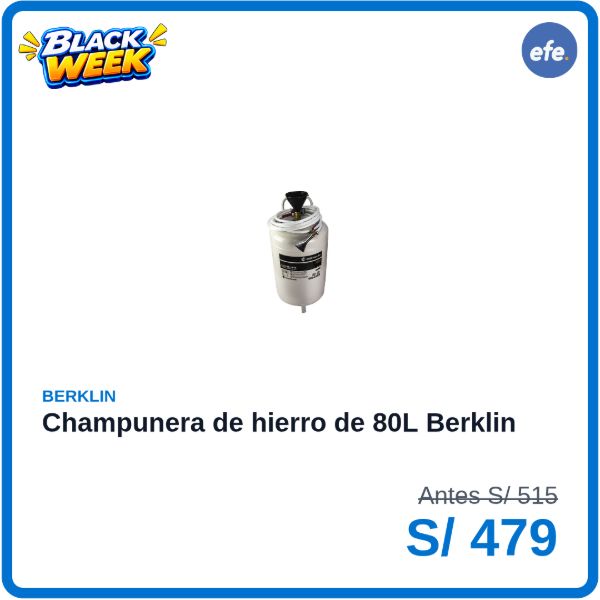 BLACK
WEEK
efe.
BERKLIN
Champunera de hierro de 80L Berklin
Antes S/ 515
S/ 479